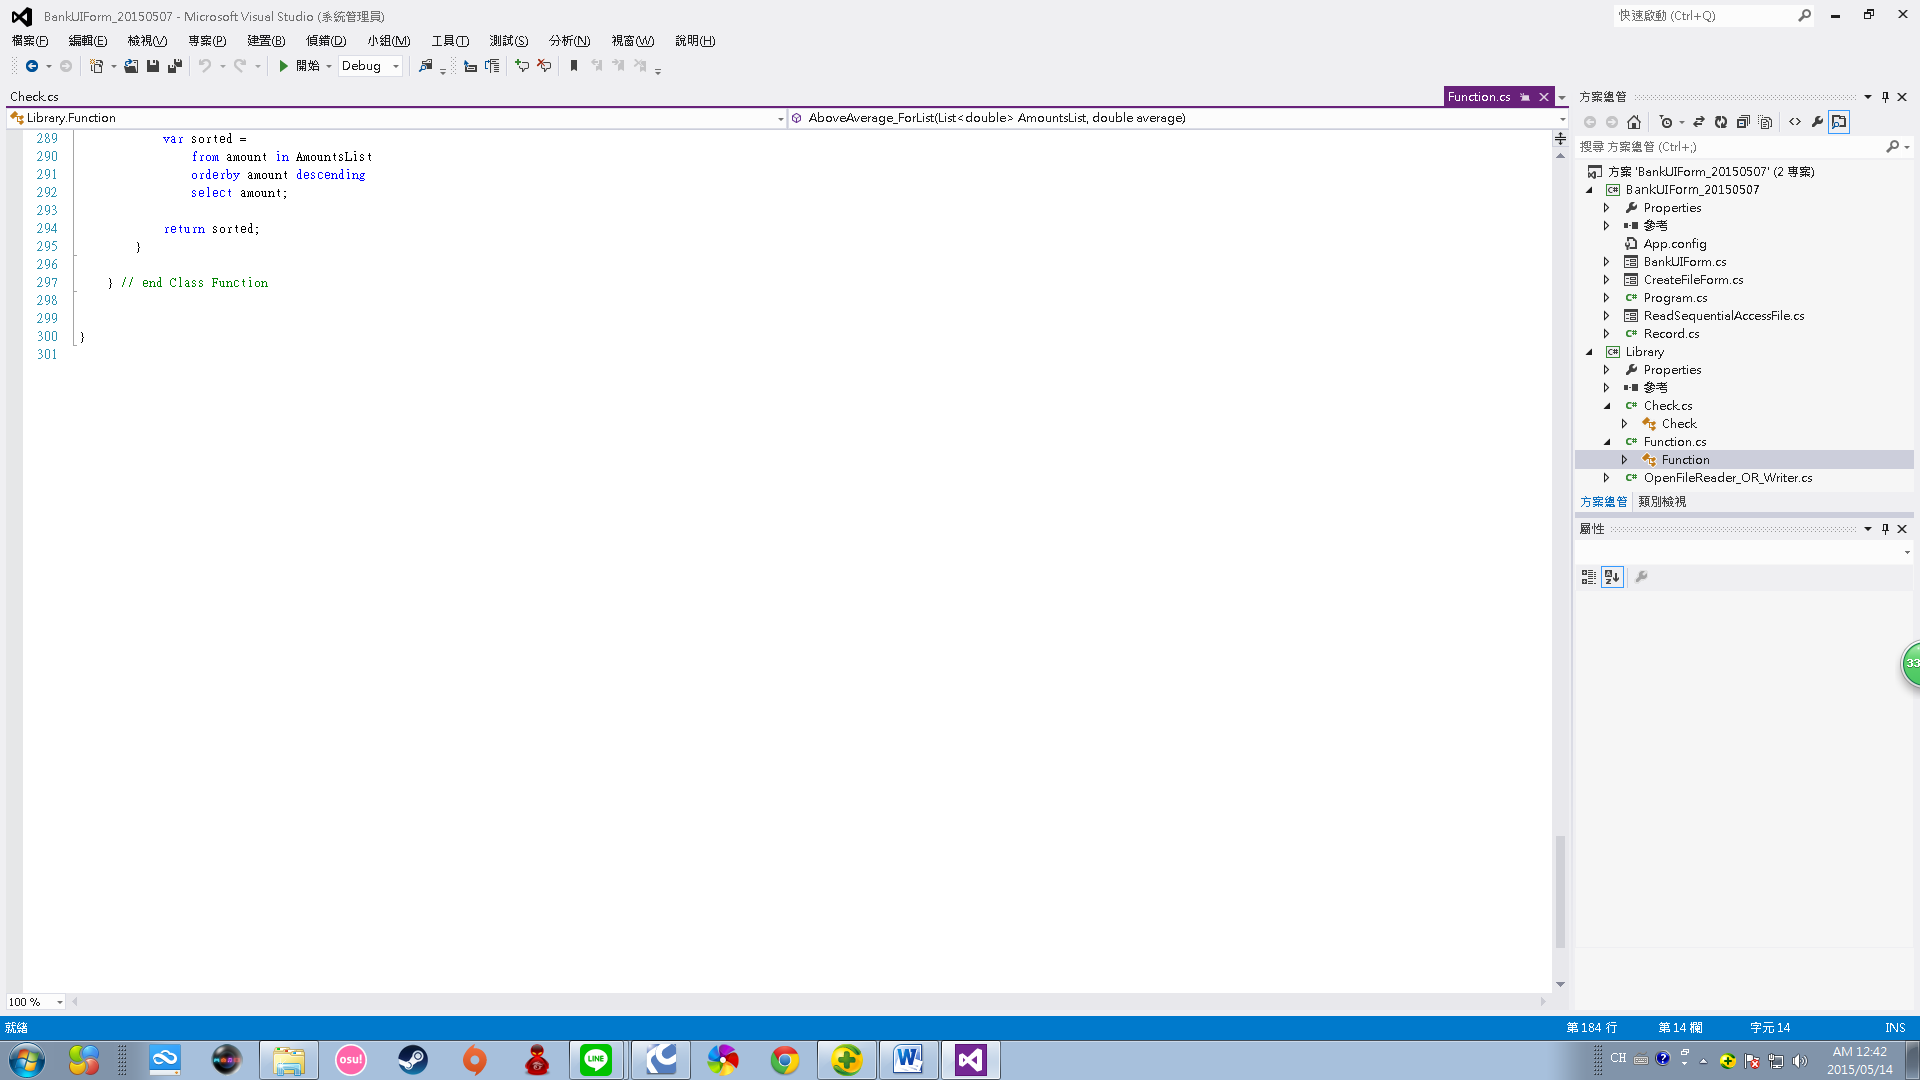 BankUIForm_20150507 - Microsoft Visual Studio (系統管理員)
快速啟動 (Ctrl+Q)
檔案(F) 編輯(E) 檢視(V) 專案(P) 建置(B) 偵錯(D) 小組(M) 工具(T) 測試(S) 分析(N) 視窗(W) 說明(H)
開始 Debug
Check.cs
Function.cs
Library.Function
AboveAverage_ForList(List<double> AmountsList, double average)
289 var sorted =
290 from amount in AmountsList
291 orderby amount descending
292 select amount;
293
294 return sorted;
295 }
296
297 } // end Class Function
298
299
300 }
301
100 %
方案總管
搜尋 方案總管 (Ctrl+;)
方案 'BankUIForm_20150507' (2 專案)
BankUIForm_20150507
Properties
參考
App.config
BankUIForm.cs
CreateFileForm.cs
Program.cs
ReadSequentialAccessFile.cs
Record.cs
Library
Properties
參考
Check.cs
Check
Function.cs
Function
OpenFileReader_OR_Writer.cs
方案總管 類別檢視
屬性
33
就緒
第 184 行 第 14 欄 字元 14 INS
osu!
LINE
CH
AM 12:42
2015/05/14